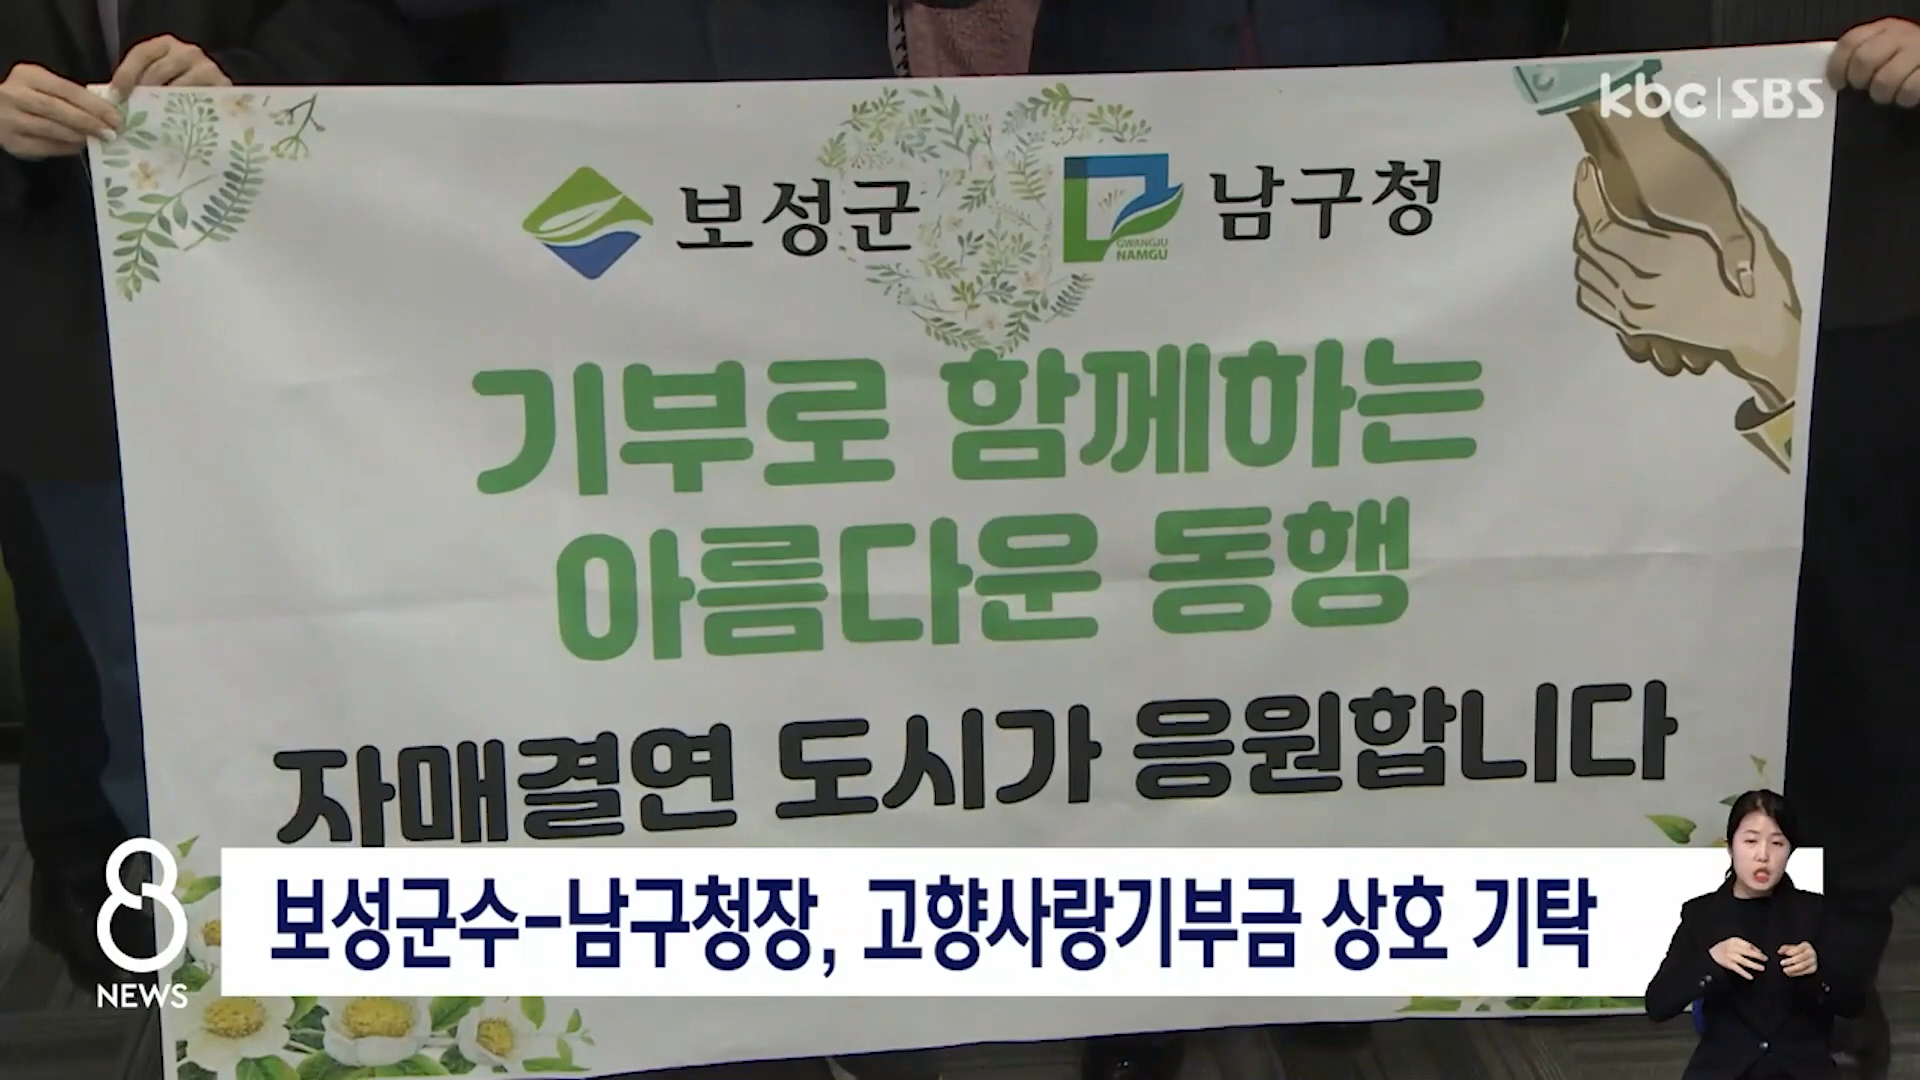 kbc | SBS
보성군
남구청
GWANGJU
NAMGU
기부로 함께하는
아름다운 동행
자매결연 도시가 응원합니다
8
NEWS
보성군수-남구청장, 고향사랑기부금 상호 기탁